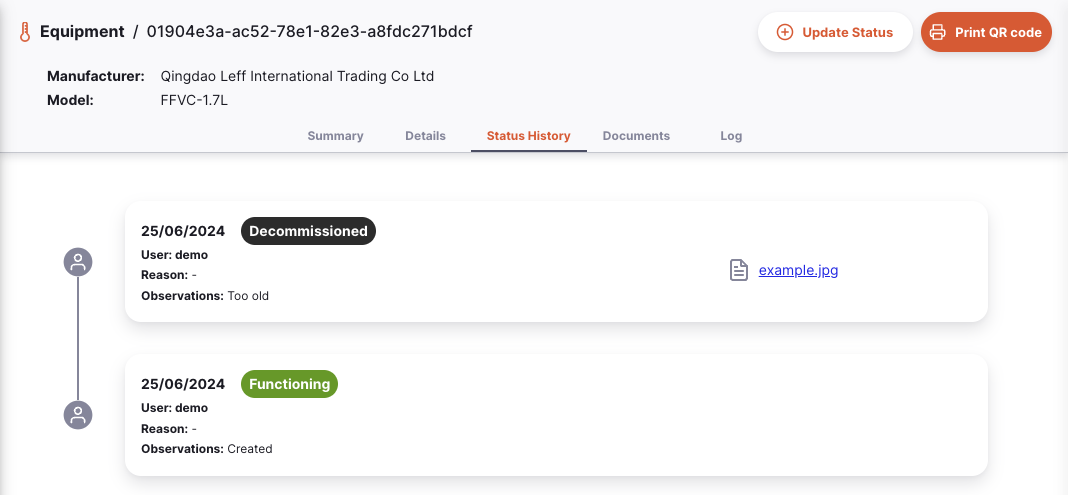 Equipment / 01904e3a-ac52-78e1-82e3-a8fdc271bdcf
Update Status
Print QR code
Manufacturer: Qingdao Leff International Trading Co Ltd
Model: FFVC-1.7L
Summary Details Status History Documents Log
25/06/2024 Decommissioned
User: demo
Reason: -
Observations: Too old
example.jpg
25/06/2024 Functioning
User: demo
Reason: -
Observations: Created